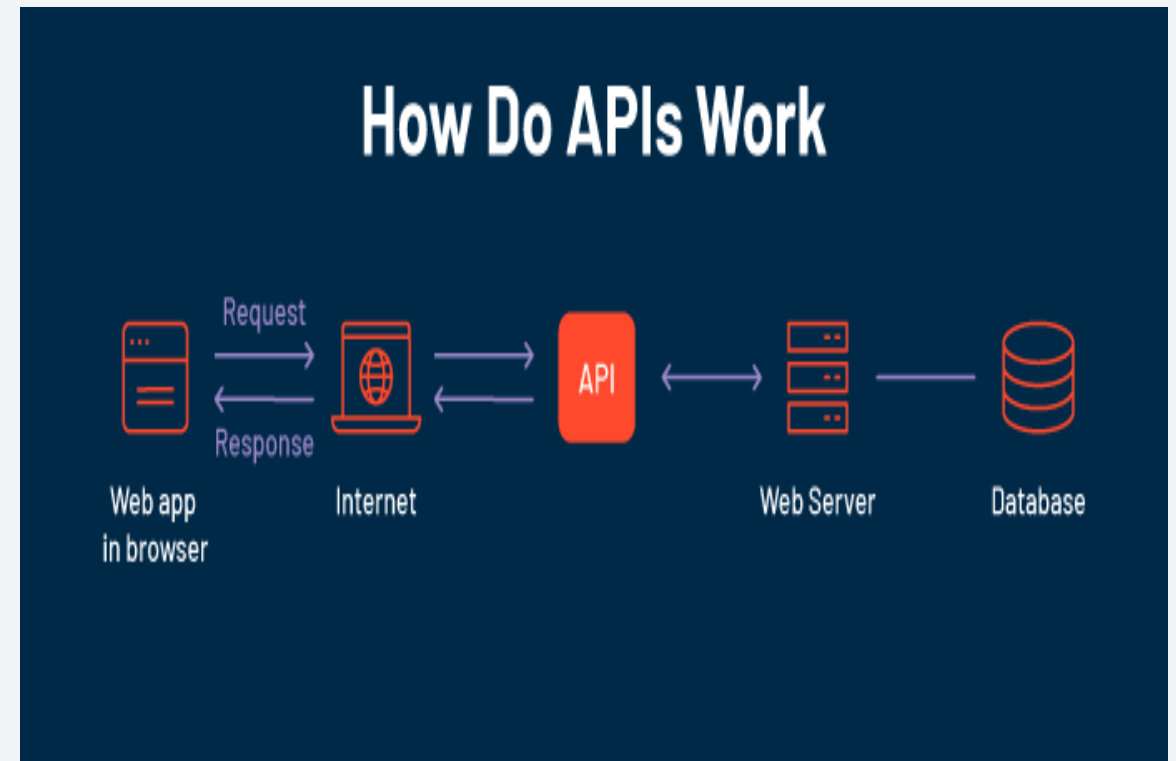 How Do APIs Work
Request
Response
API
Web app
in browser
Internet
Web Server
Database